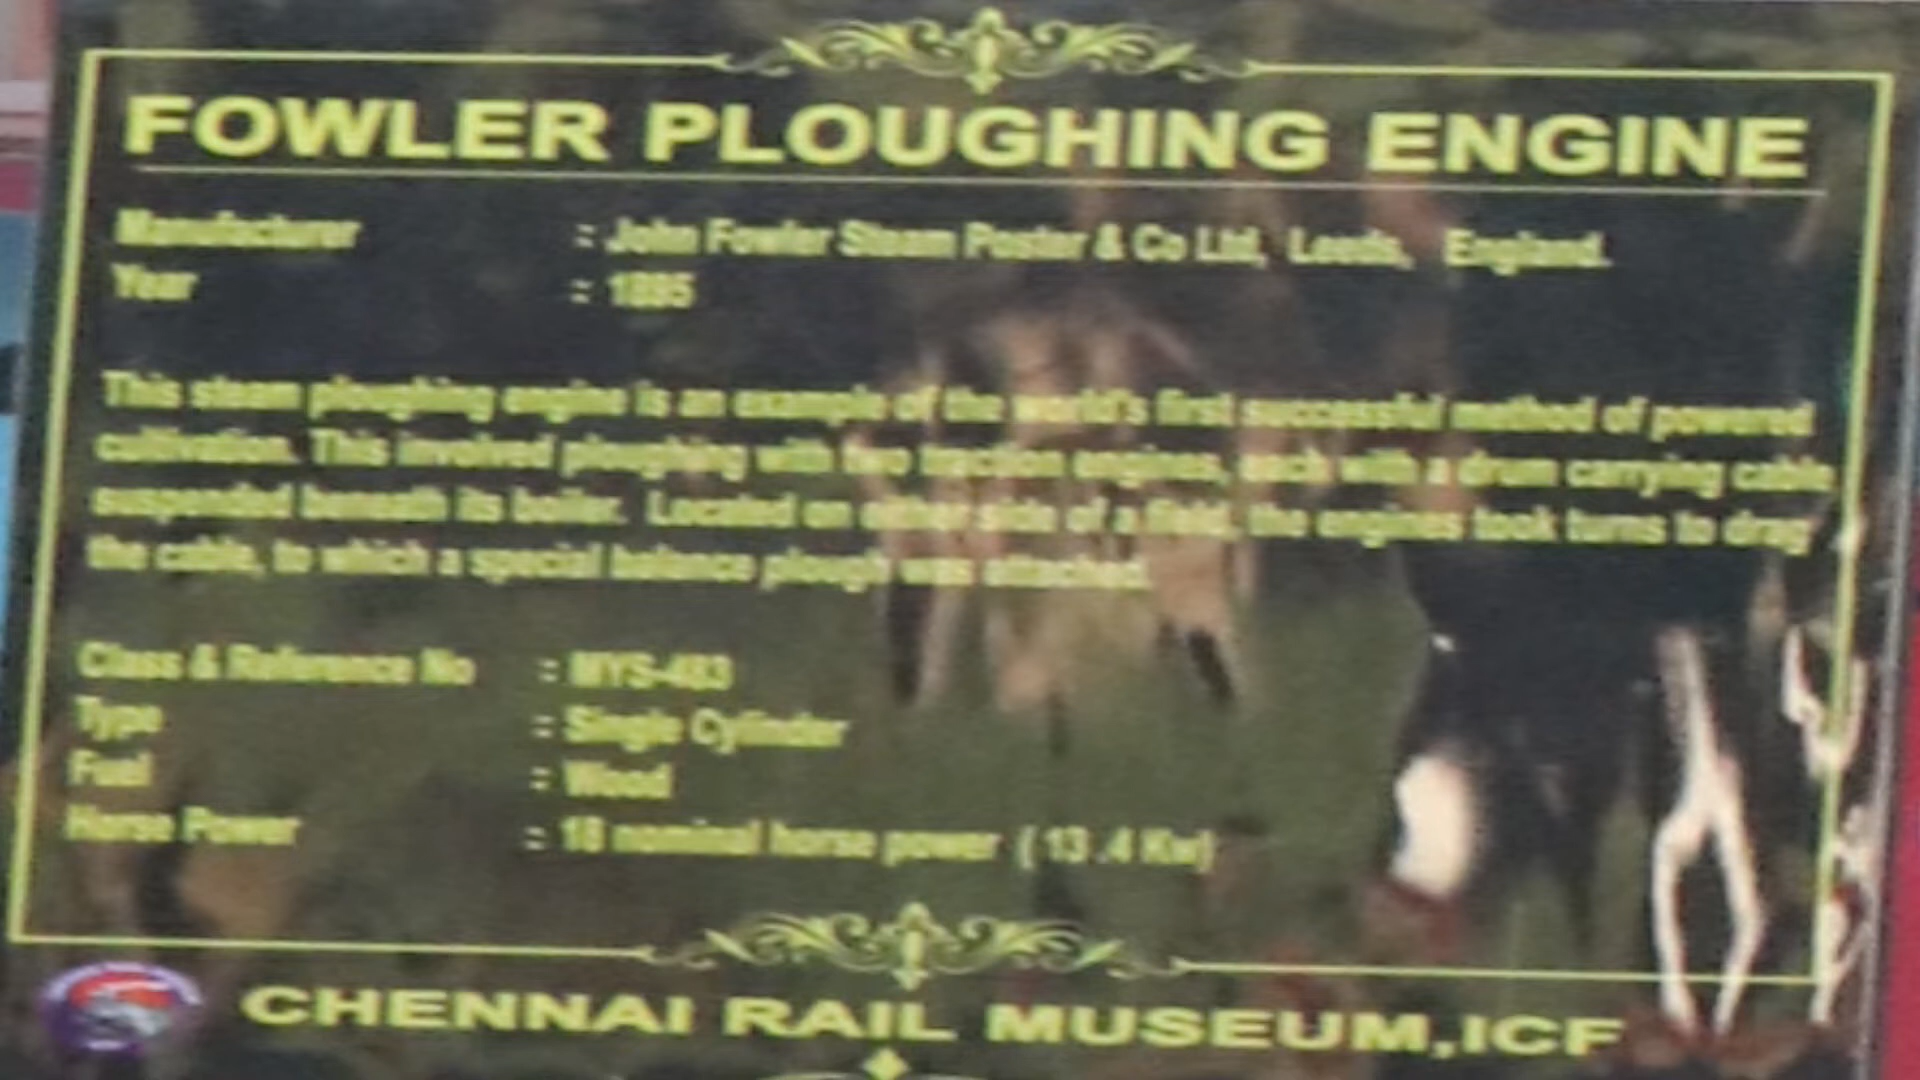 FOWLER PLOUGHING ENGINE
Manufacturer : John Fowler Steam Poster & Co Ltd, Leeds, England.
Year : 1895
This steam ploughing engine is an example of the world's first successful method of powered
cultivation. This involved ploughing with two traction engines, each with a drum carrying cable
suspended beneath its boiler. Located on either side of a field, the engines took turns to drag
the cable, to which a special balance plough was attached.
Class & Reference No : MYS-483
Type : Single Cylinder
Fuel : Wood
Horse Power : 18 nominal horse power ( 13.4 Kw)
CHENNAI RAIL MUSEUM,ICF